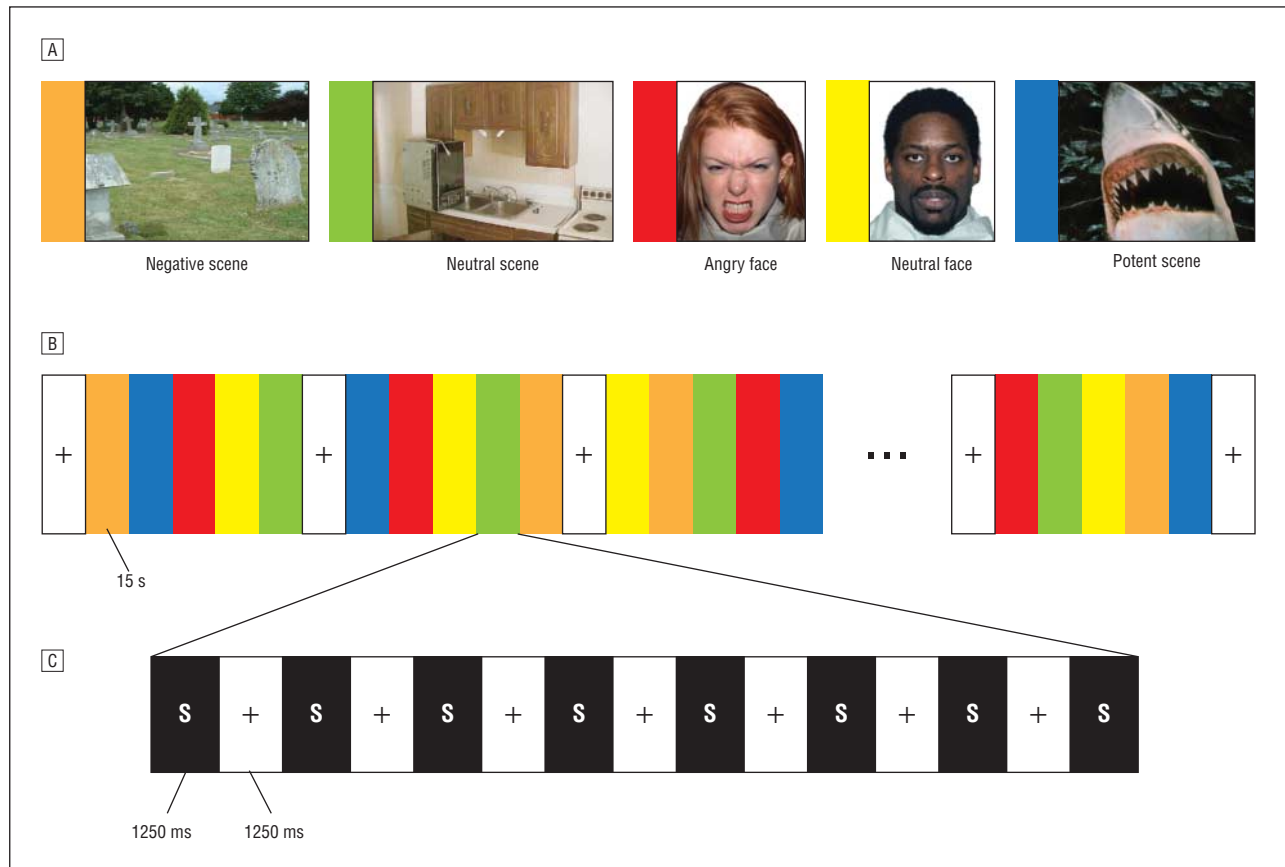 A
Negative scene
Neutral scene
Angry face
Neutral face
Potent scene
B
+ + + ... + +
15 s
C
S + S + S + S + S + S + S + S
1250 ms
1250 ms